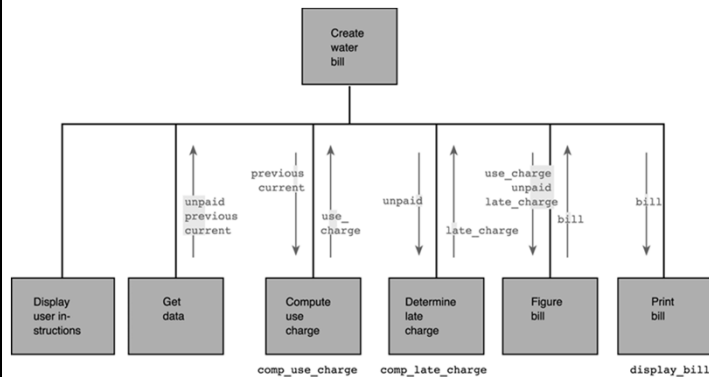 Create
water
bill
previous
current
unpaid
previous
current
use_
charge
unpaid
late_charge
use_charge
unpaid
late_charge
bill
bill
Display
user in-
structions
Get
data
Compute
use
charge
Determine
late
charge
Figure
bill
Print
bill
comp_use_charge
comp_late_charge
display_bill